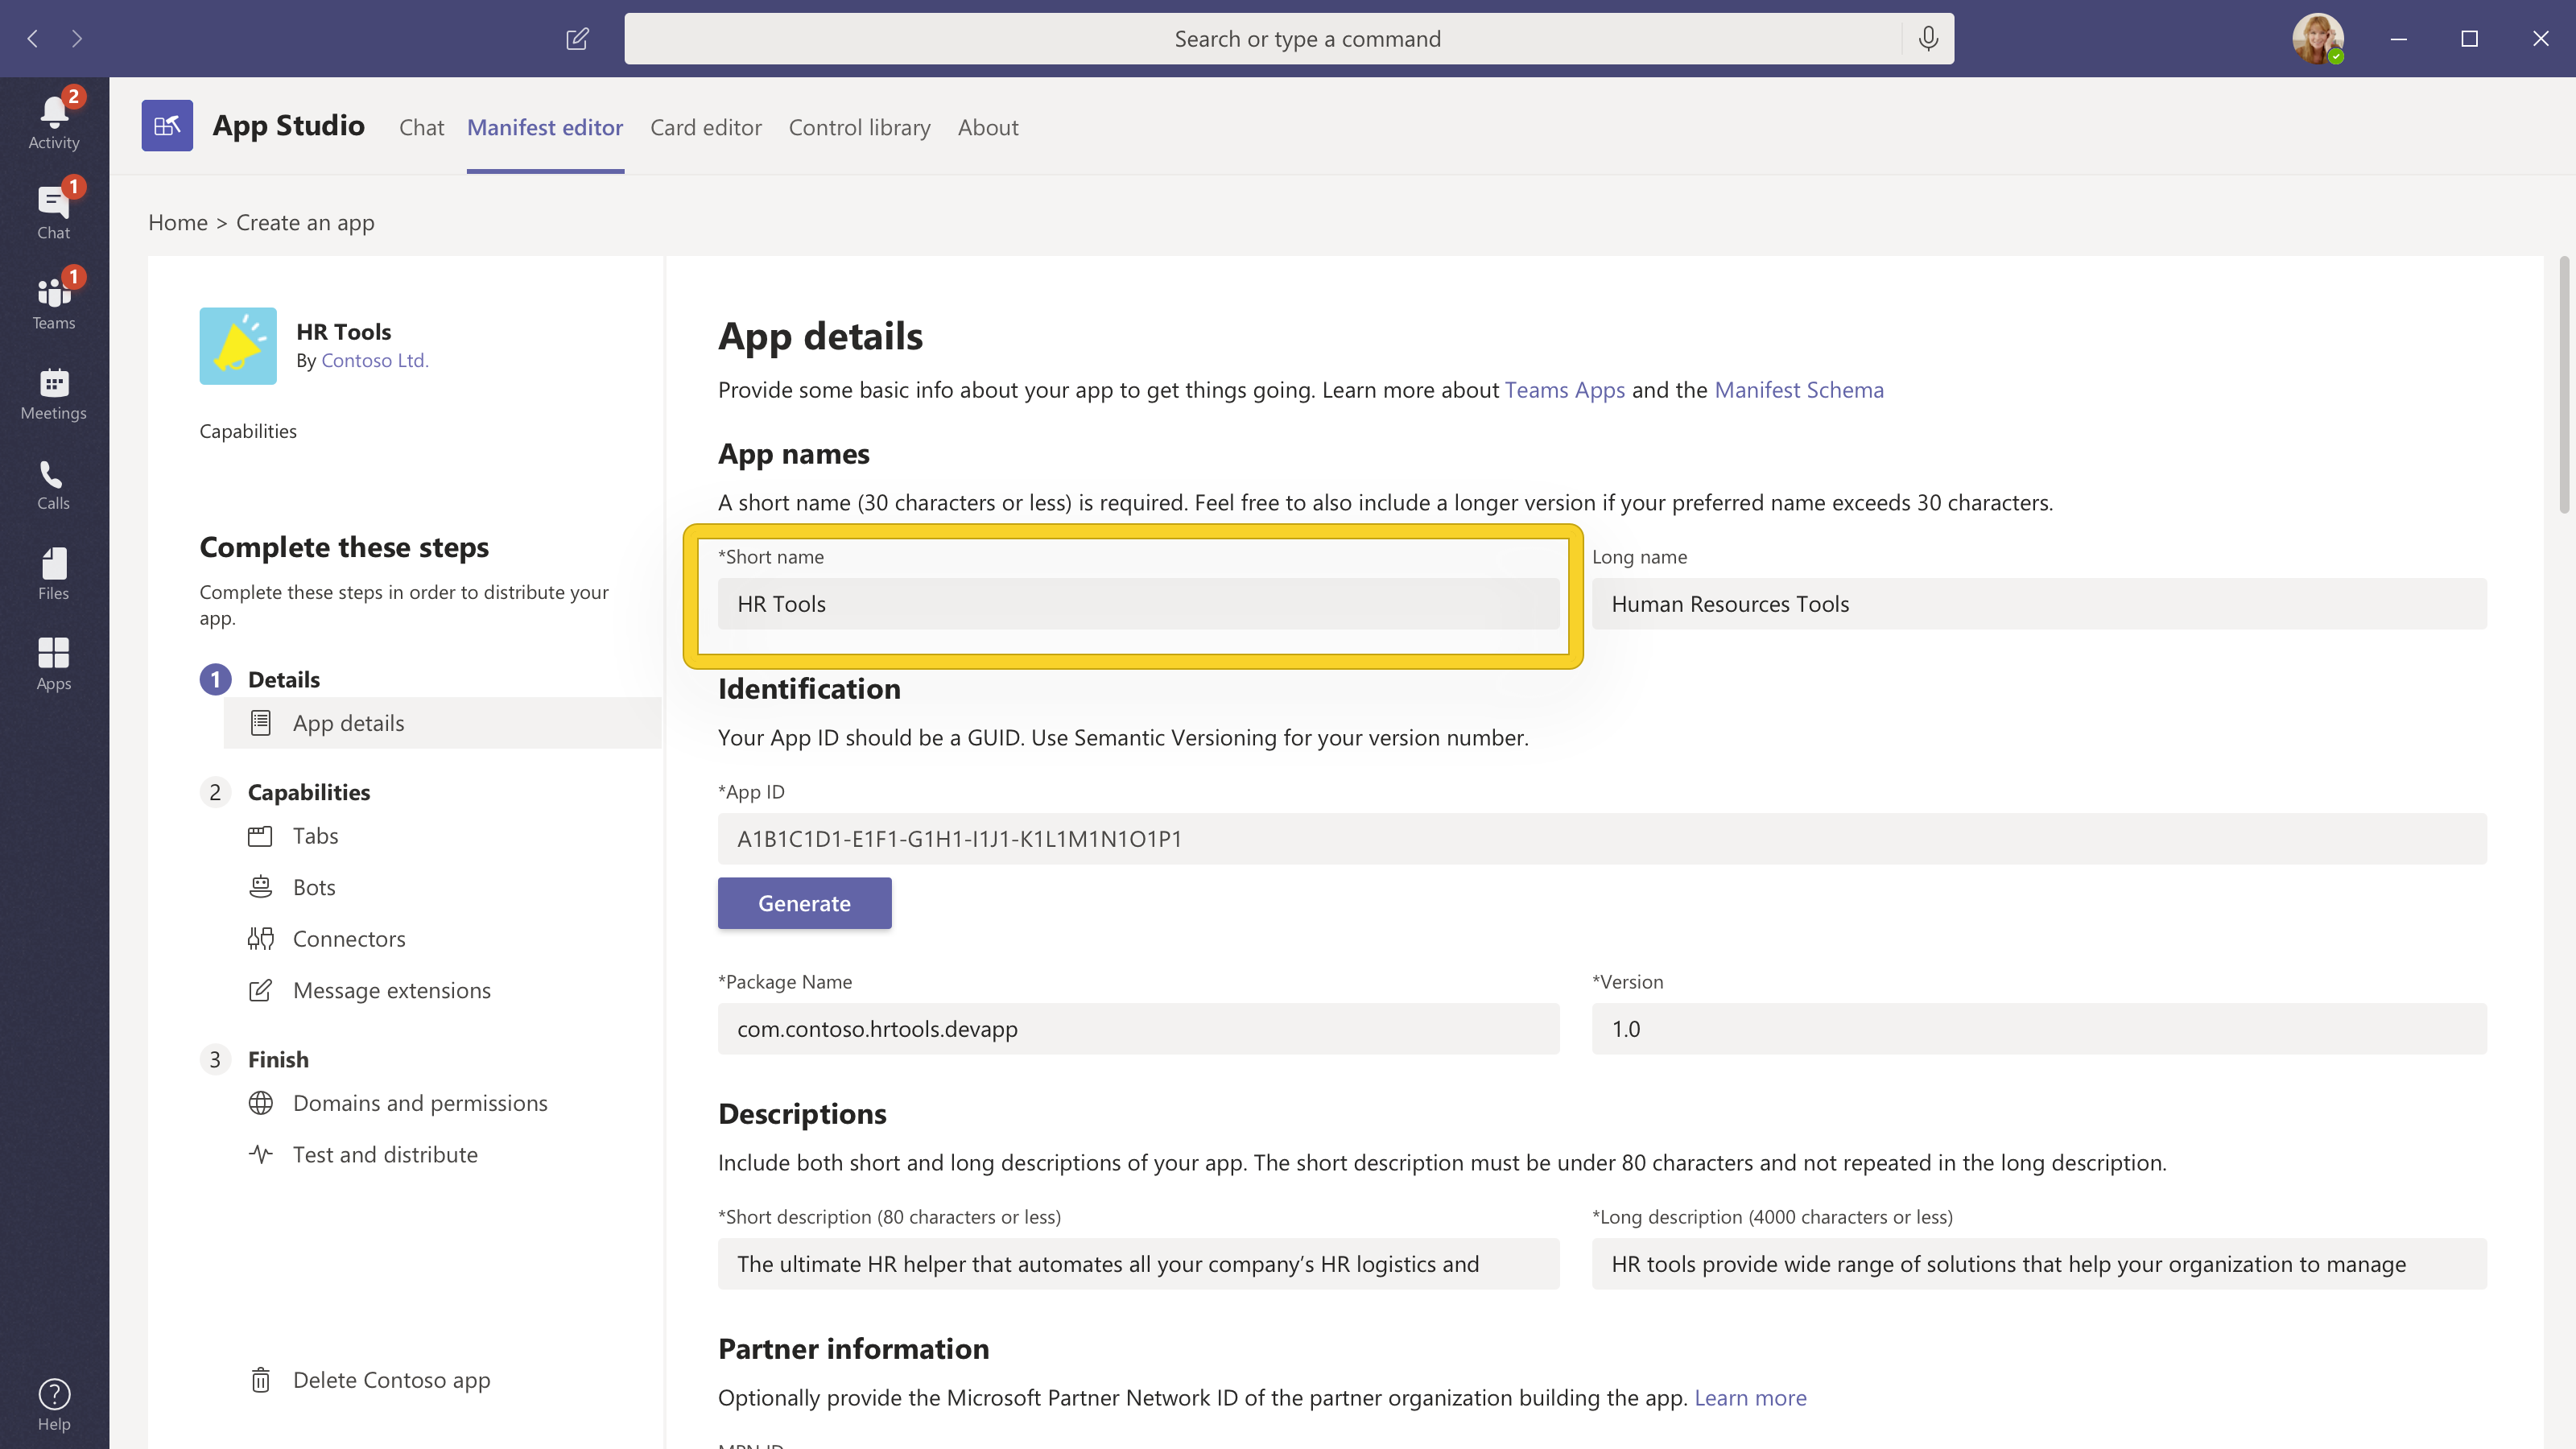 Search or type a command
2
Activity
1
Chat
1
Teams
Meetings
Calls
Files
Apps
Help
App Studio
Chat
Manifest editor
Card editor
Control library
About
Home > Create an app
HR Tools
By Contoso Ltd.
Capabilities
Complete these steps
Complete these steps in order to distribute your
app.
1 Details
App details
2 Capabilities
Tabs
Bots
Connectors
Message extensions
3 Finish
Domains and permissions
Test and distribute
Delete Contoso app
App details
Provide some basic info about your app to get things going. Learn more about Teams Apps and the Manifest Schema
App names
A short name (30 characters or less) is required. Feel free to also include a longer version if your preferred name exceeds 30 characters.
*Short name
HR Tools
Long name
Human Resources Tools
Identification
Your App ID should be a GUID. Use Semantic Versioning for your version number.
*App ID
A1B1C1D1-E1F1-G1H1-I1J1-K1L1M1N1O1P1
Generate
*Package Name
com.contoso.hrtools.devapp
*Version
1.0
Descriptions
Include both short and long descriptions of your app. The short description must be under 80 characters and not repeated in the long description.
*Short description (80 characters or less)
The ultimate HR helper that automates all your company’s HR logistics and
*Long description (4000 characters or less)
HR tools provide wide range of solutions that help your organization to manage
Partner information
Optionally provide the Microsoft Partner Network ID of the partner organization building the app. Learn more